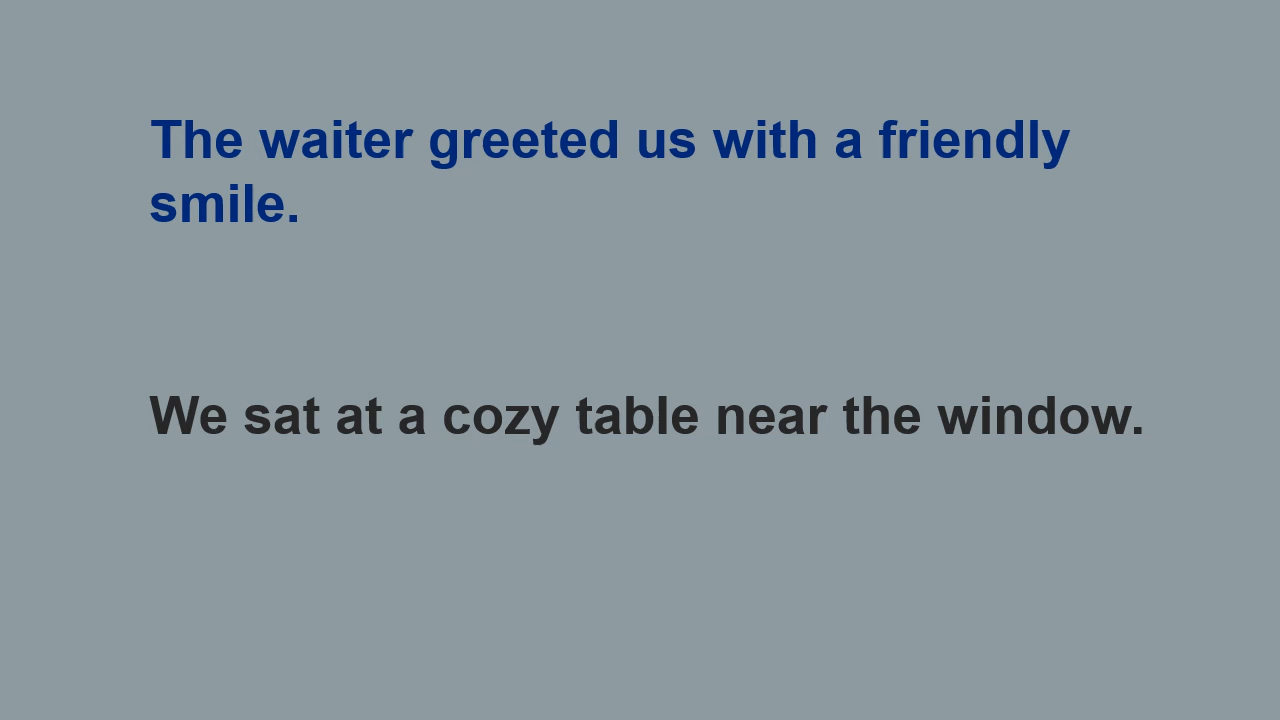 The waiter greeted us with a friendly
smile.
We sat at a cozy table near the window.